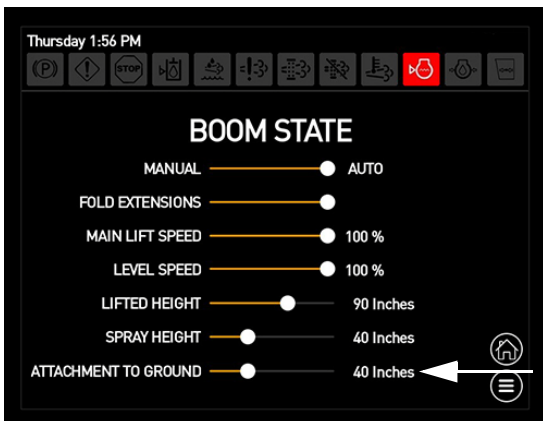 Thursday 1:56 PM
(P) STOP
BOOM STATE
MANUAL AUTO
FOLD EXTENSIONS
MAIN LIFT SPEED 100 %
LEVEL SPEED 100 %
LIFTED HEIGHT 90 Inches
SPRAY HEIGHT 40 Inches
ATTACHMENT TO GROUND 40 Inches